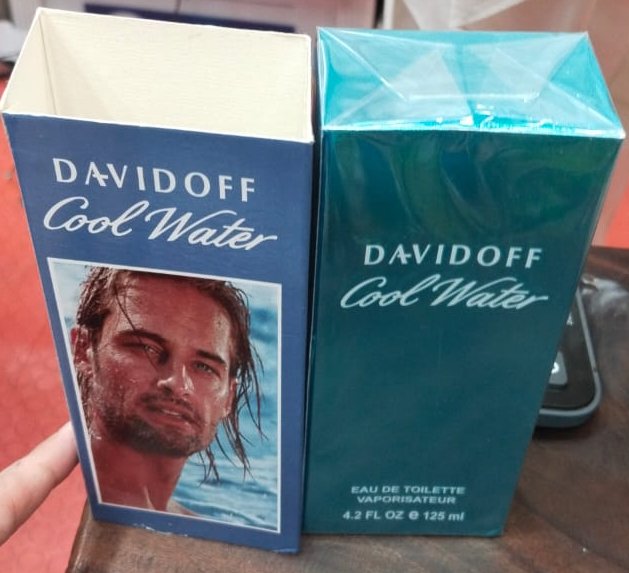 DAVIDOFF
Cool Water
DAVIDOFF
Cool Water
EAU DE TOILETTE
VAPORISATEUR
4.2 FL OZ e 125 ml